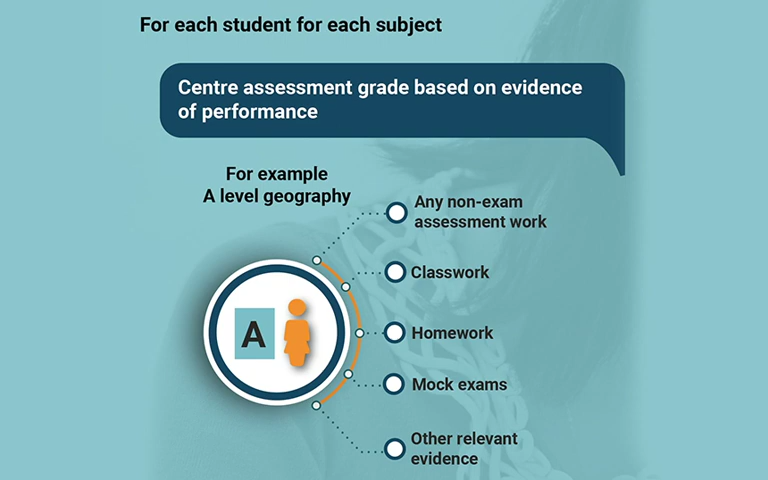 For each student for each subject
Centre assessment grade based on evidence
of performance
For example
A level geography
Any non-exam
assessment work
Classwork
Homework
Mock exams
Other relevant
evidence
A